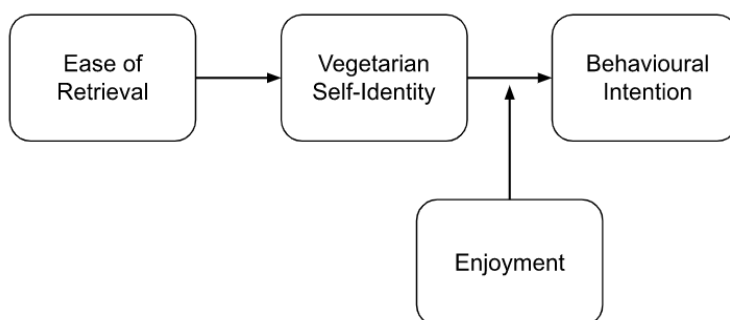 Ease of
Retrieval
Vegetarian
Self-Identity
Behavioural
Intention
Enjoyment